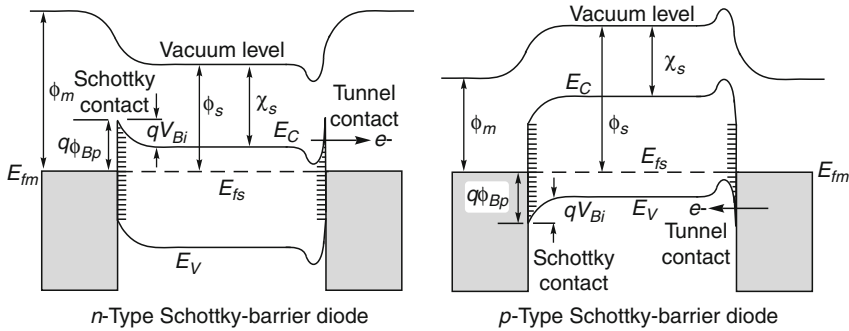 Vacuum level
Schottky
contact
ϕm
qVBi
ϕs
χs
Tunnel
contact
qϕBp
EC
e-
Efm
Efs
EV
n-Type Schottky-barrier diode
Vacuum level
χs
EC
ϕm
ϕs
Efs
Efm
qϕBp
qVBi
EV
e-
Tunnel
contact
Schottky
contact
p-Type Schottky-barrier diode